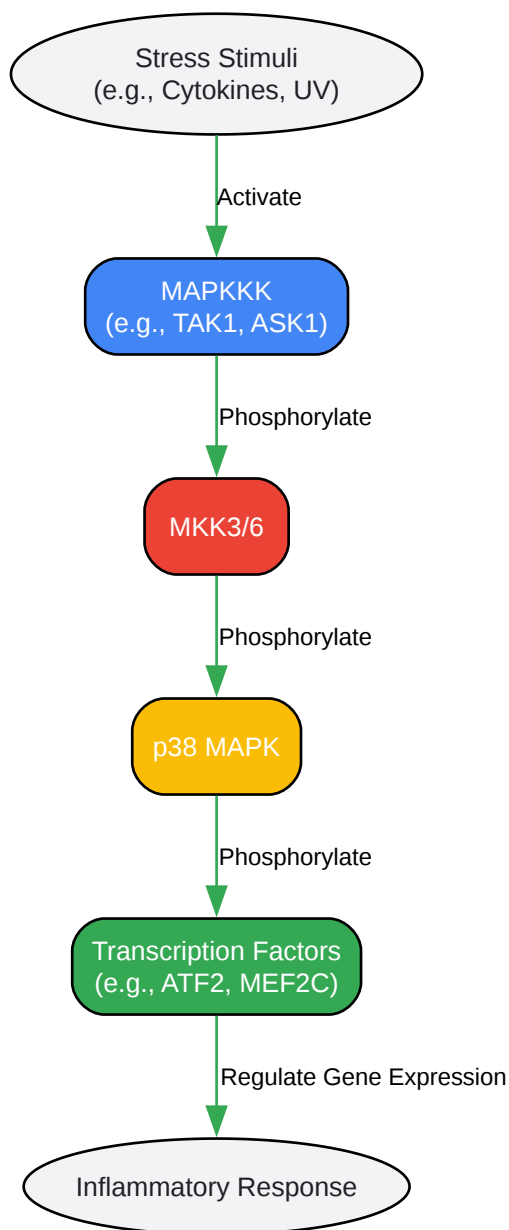 Stress Stimuli
(e.g., Cytokines, UV)
Activate
MAPKKK
(e.g., TAK1, ASK1)
Phosphorylate
MKK3/6
Phosphorylate
p38 MAPK
Phosphorylate
Transcription Factors
(e.g., ATF2, MEF2C)
Regulate Gene Expression
Inflammatory Response